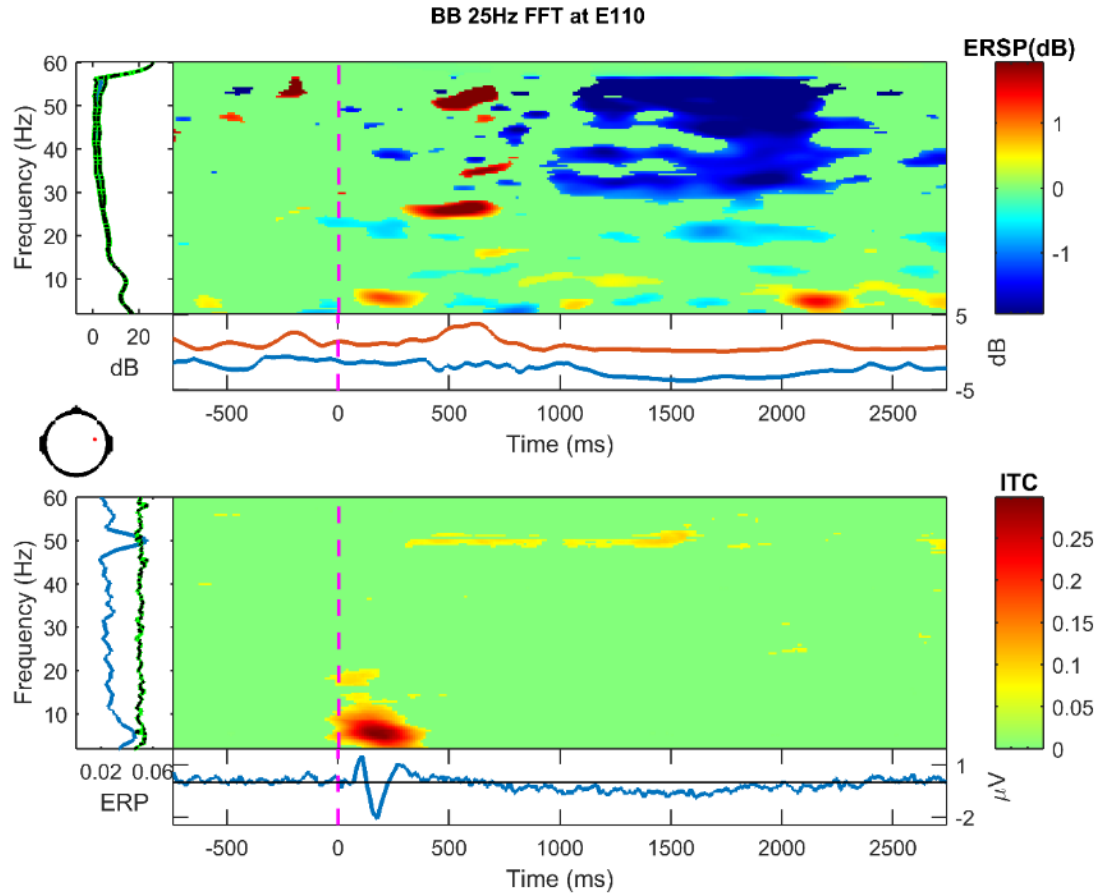 BB 25Hz FFT at E110
ERSP(dB)
60
50
40
30
20
10
Frequency (Hz)
1
0
-1
0 20
dB
5
-5
dB
-500 0 500 1000 1500 2000 2500
Time (ms)
ITC
60
50
40
30
20
10
Frequency (Hz)
0.25
0.2
0.15
0.1
0.05
0
0.02 0.06
ERP
1
-2
μV
-500 0 500 1000 1500 2000 2500
Time (ms)